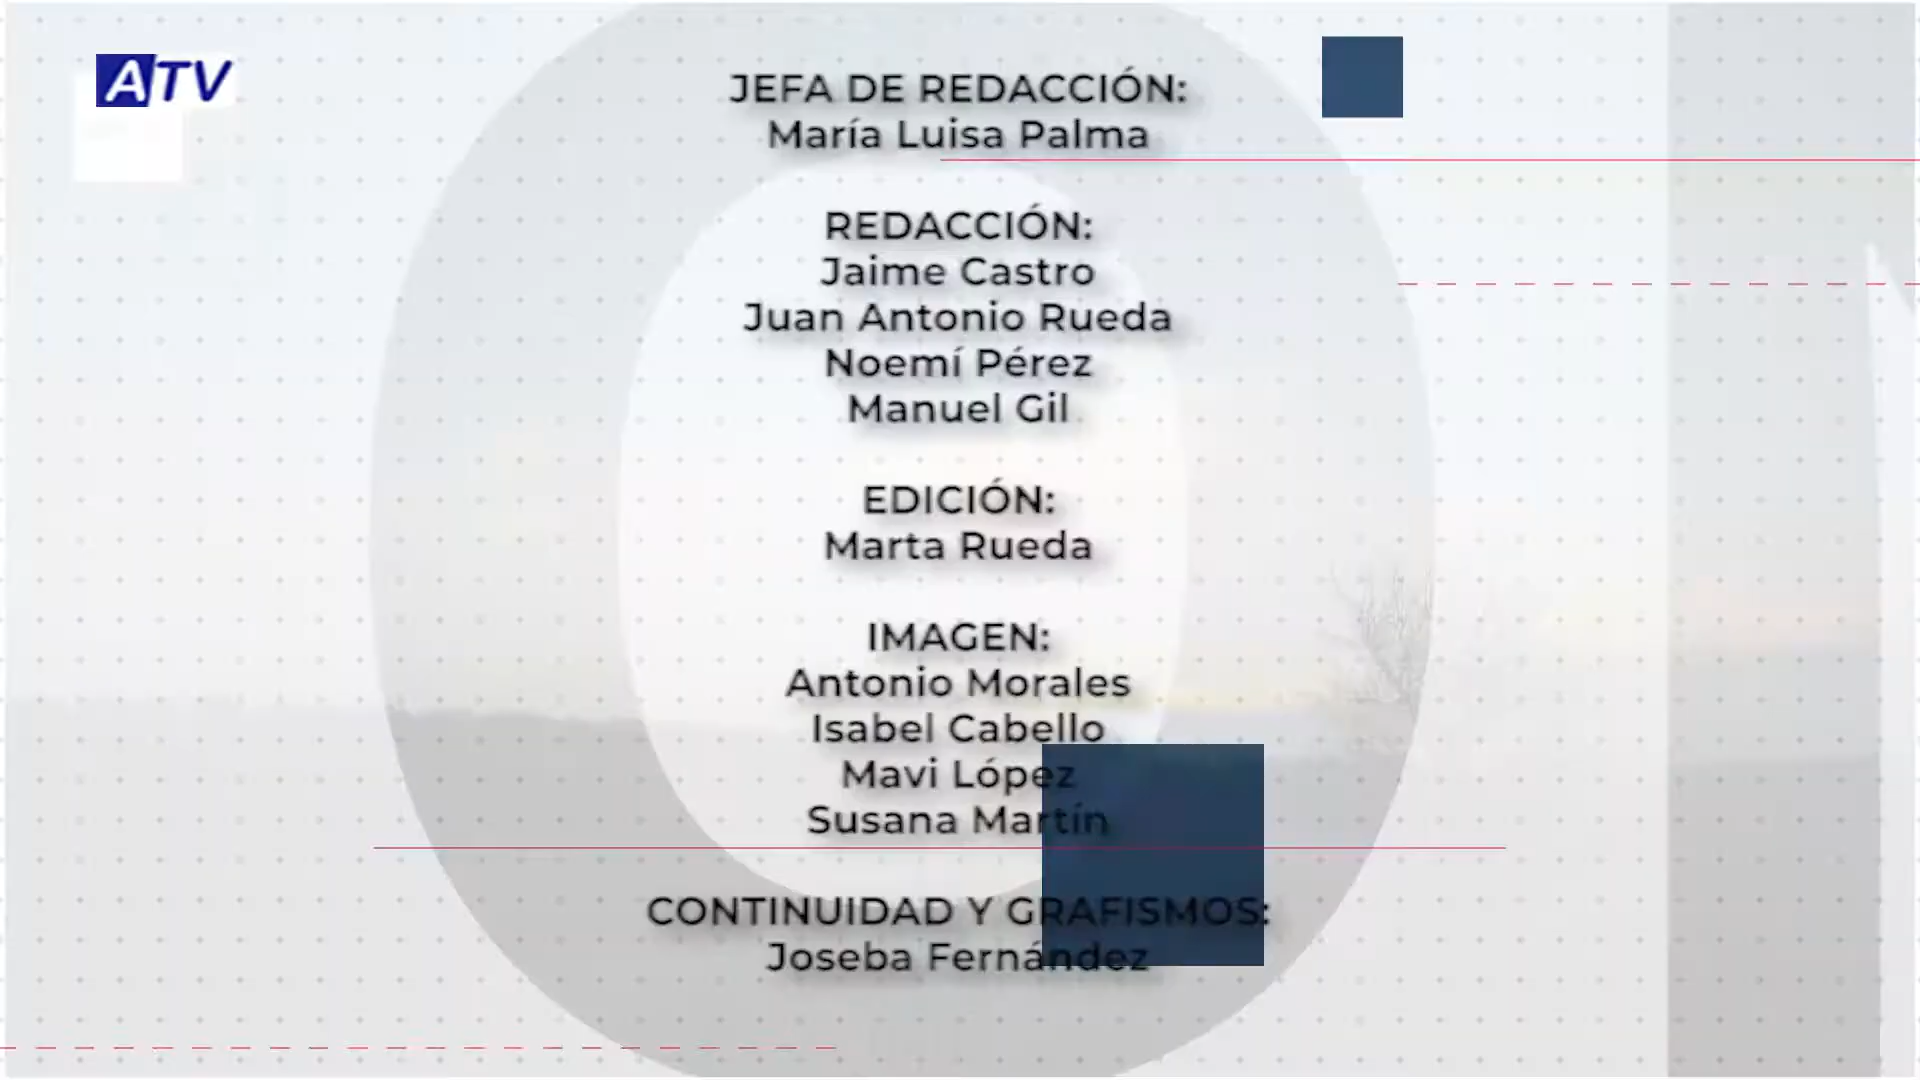 ATV
JEFA DE REDACCIÓN:
María Luisa Palma
REDACCIÓN:
Jaime Castro
Juan Antonio Rueda
Noemí Pérez
Manuel Gil
EDICIÓN:
Marta Rueda
IMAGEN:
Antonio Morales
Isabel Cabello
Mavi López
Susana Martín
CONTINUIDAD Y GRAFISMOS:
Joseba Fernández